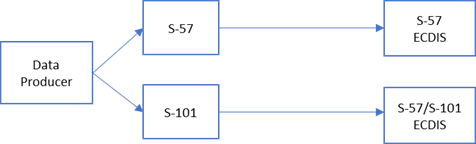 S-57
S-57
ECDIS
Data
Producer
S-101
S-57/S-101
ECDIS